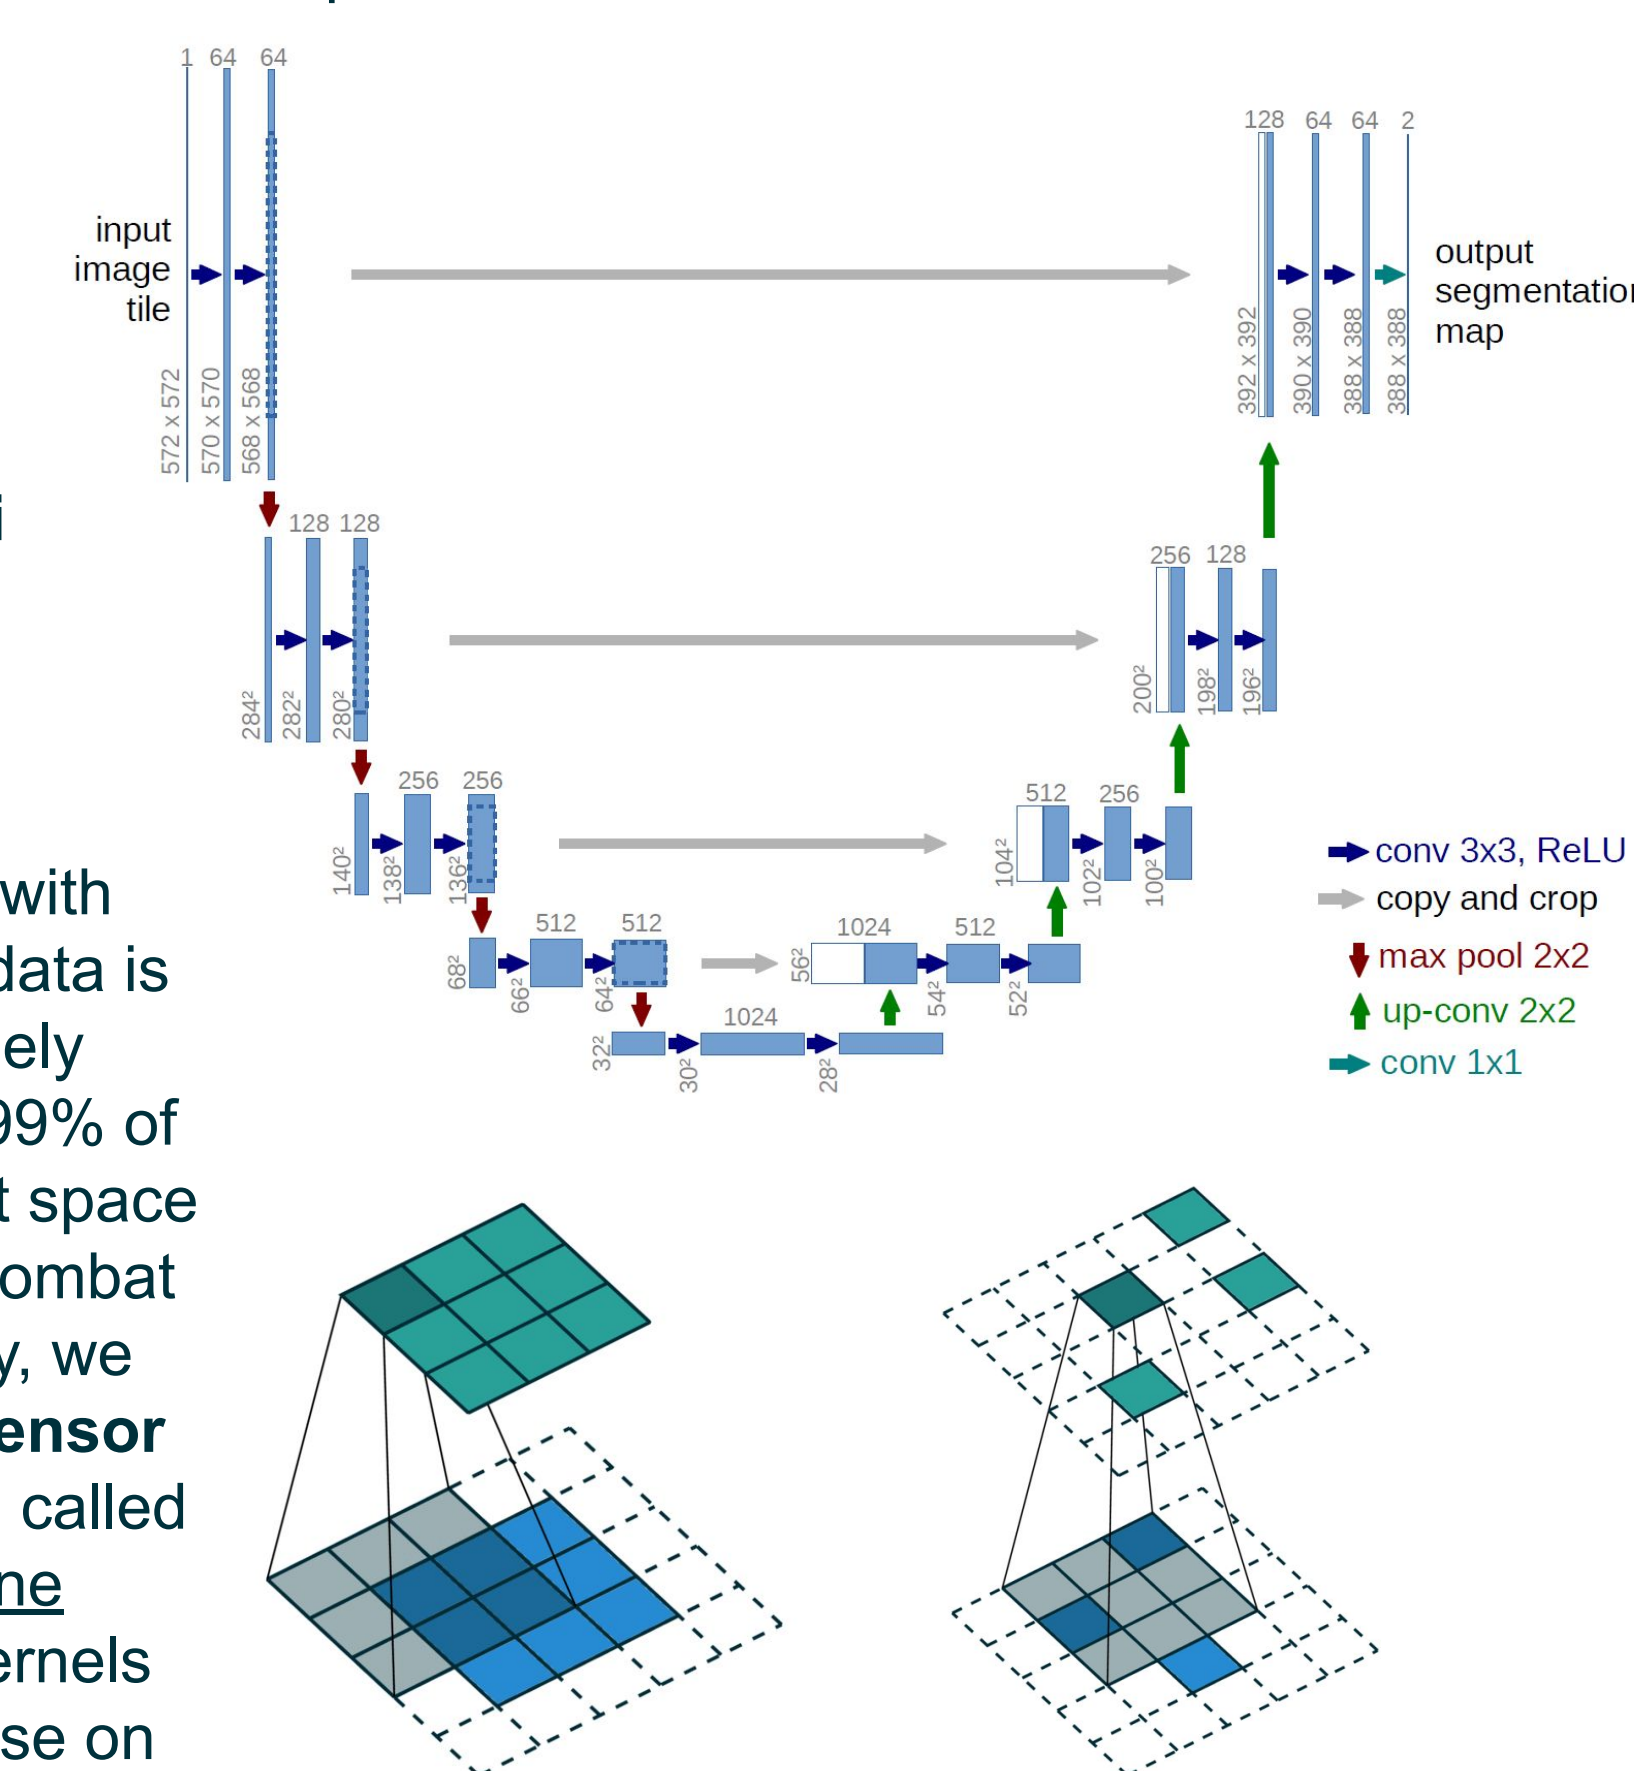 1 64 64
128 64 64 2
input
image
tile
572 x 572
570 x 570
568 x 568
392 x 392
390 x 390
388 x 388
388 x 388
output
segmentation
map
128 128
284²
282²
280²
256 128
200²
198²
196²
256 256
140²
138²
136²
512 256
104²
102²
100²
512 512
68²
66²
64²
1024 512
56²
54²
52²
1024
32²
30²
28²
conv 3x3, ReLU
copy and crop
max pool 2x2
up-conv 2x2
conv 1x1
i
with
data is
ely
99% of
t space
ombat
y, we
ensor
called
ne
ernels
se on